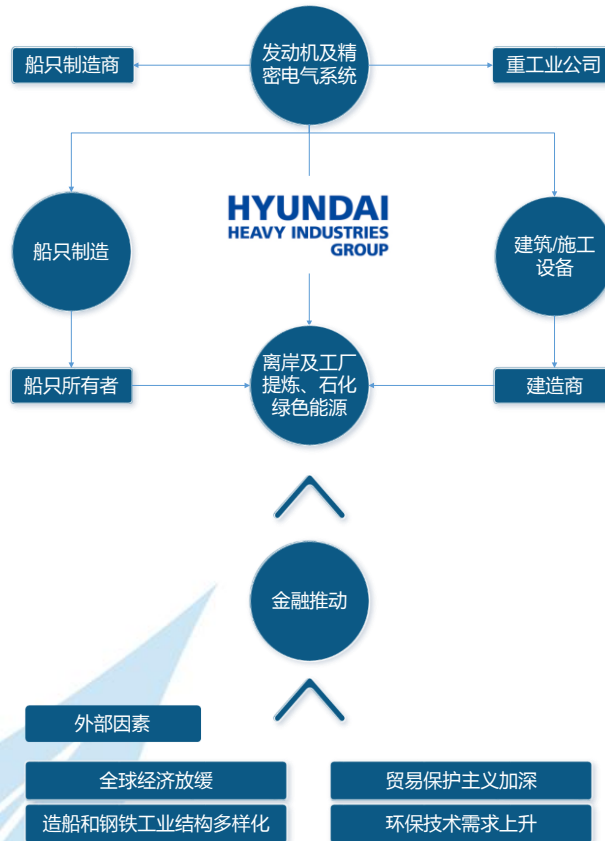 船只制造商
发动机及精
密电气系统
重工业公司
HYUNDAI
HEAVY INDUSTRIES
GROUP
船只制造
建筑/施工
设备
离岸及工厂
提炼、石化
绿色能源
船只所有者
建造商
金融推动
外部因素
全球经济放缓
贸易保护主义加深
造船和钢铁工业结构多样化
环保技术需求上升